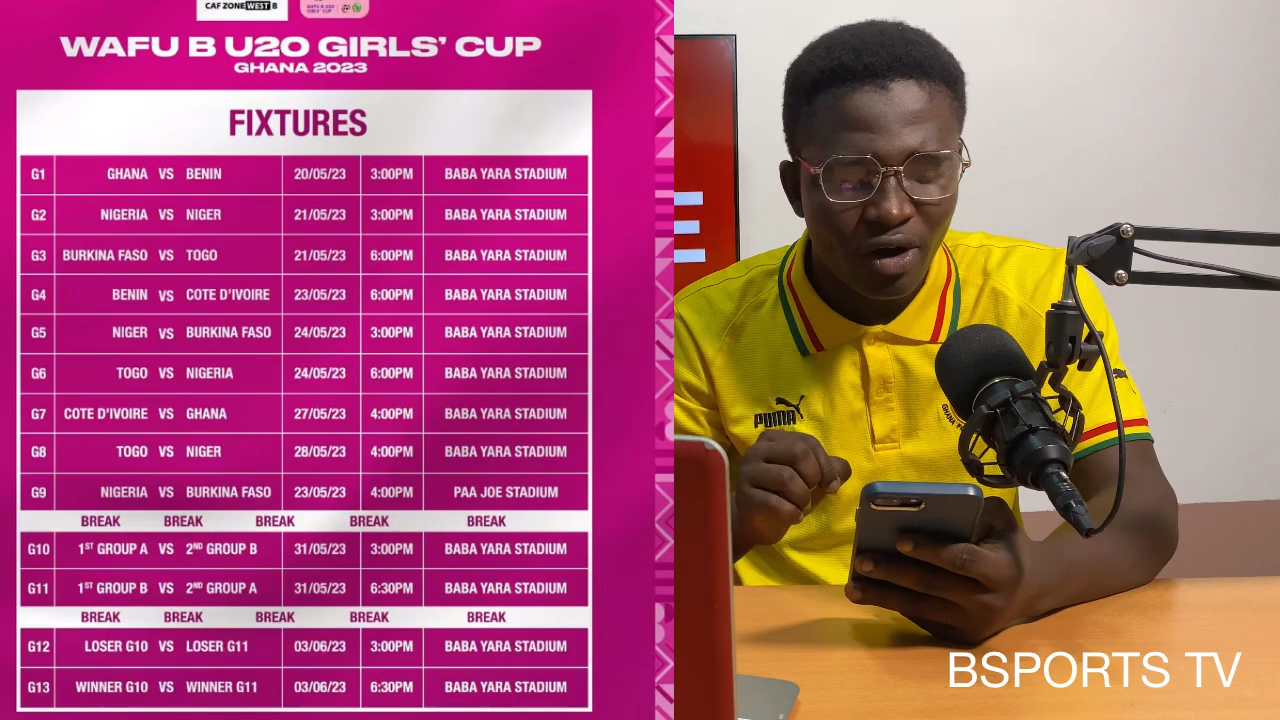 CAF ZONE WEST B
WAFU B U20
GIRLS' CUP
WAFU B U20 GIRLS' CUP
GHANA 2023
FIXTURES
G1 GHANA VS BENIN 20/05/23 3:00PM BABA YARA STADIUM
G2 NIGERIA VS NIGER 21/05/23 3:00PM BABA YARA STADIUM
G3 BURKINA FASO VS TOGO 21/05/23 6:00PM BABA YARA STADIUM
G4 BENIN VS COTE D'IVOIRE 23/05/23 6:00PM BABA YARA STADIUM
G5 NIGER VS BURKINA FASO 24/05/23 3:00PM BABA YARA STADIUM
G6 TOGO VS NIGERIA 24/05/23 6:00PM BABA YARA STADIUM
G7 COTE D'IVOIRE VS GHANA 27/05/23 4:00PM BABA YARA STADIUM
G8 TOGO VS NIGER 28/05/23 4:00PM BABA YARA STADIUM
G9 NIGERIA VS BURKINA FASO 23/05/23 4:00PM PAA JOE STADIUM
BREAK BREAK BREAK BREAK BREAK
G10 1ST GROUP A VS 2ND GROUP B 31/05/23 3:00PM BABA YARA STADIUM
G11 1ST GROUP B VS 2ND GROUP A 31/05/23 6:30PM BABA YARA STADIUM
BREAK BREAK BREAK BREAK BREAK
G12 LOSER G10 VS LOSER G11 03/06/23 3:00PM BABA YARA STADIUM
G13 WINNER G10 VS WINNER G11 03/06/23 6:30PM BABA YARA STADIUM
E
PUMA
BSPORTS TV